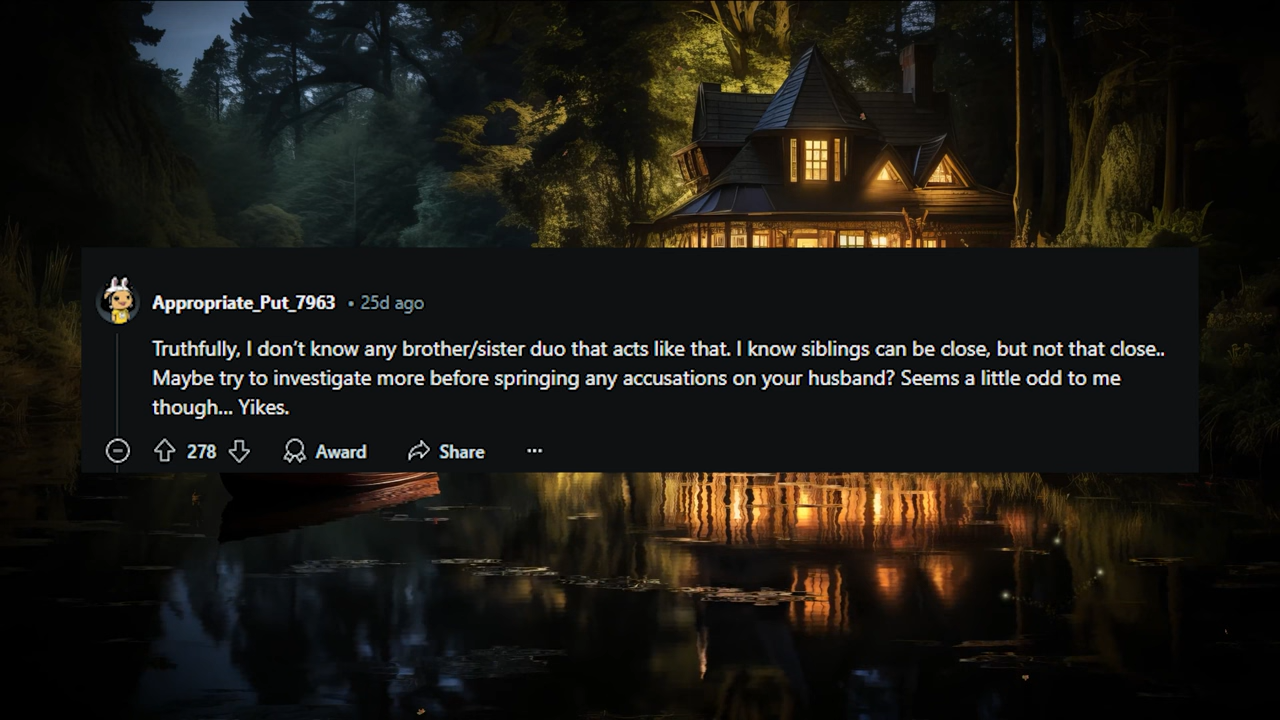 Appropriate_Put_7963 • 25d ago
Truthfully, I don’t know any brother/sister duo that acts like that. I know siblings can be close, but not that close..
Maybe try to investigate more before springing any accusations on your husband? Seems a little odd to me
though... Yikes.
278 Award Share ...